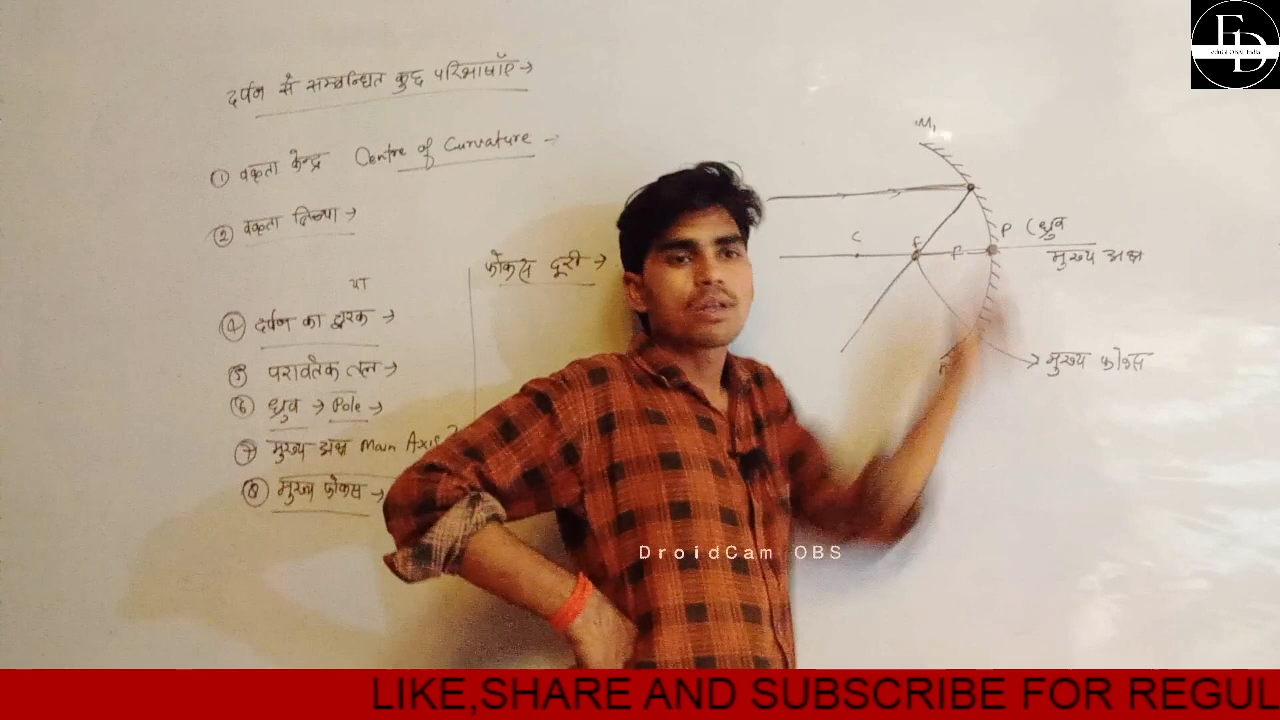 दर्पण से सम्बन्धित कुछ परिभाषाएँ →
① वक्रता केन्द्र Centre of Curvature →
② वक्रता त्रिज्या →
या
④ दर्पण का द्वारक →
⑤ परावर्तक तल →
⑥ ध्रुव → Pole →
⑦ मुख्य अक्ष Main Axis
⑧ मुख्य फोकस →
फोकस दूरी →
M₁
C
F
F
P (ध्रुव
मुख्य अक्ष
→ मुख्य फोकस
DroidCam OBS
ED
LIKE,SHARE AND SUBSCRIBE FOR REGUL